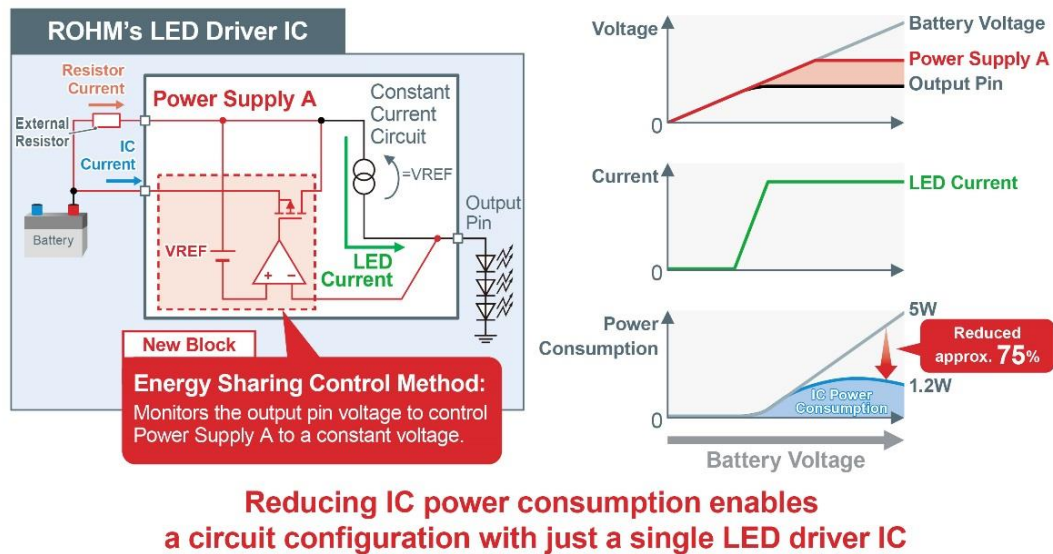 ROHM's LED Driver IC
Resistor
Current
External
Resistor
IC
Current
Battery
Power Supply A
Constant
Current
Circuit
=VREF
VREF
+ −
LED
Current
Output
Pin
New Block
Energy Sharing Control Method:
Monitors the output pin voltage to control
Power Supply A to a constant voltage.
Voltage
Battery Voltage
Power Supply A
Output Pin
0
Current
LED Current
0
Power
Consumption
5W
Reduced
approx. 75%
1.2W
IC Power
Consumption
0
Battery Voltage
Reducing IC power consumption enables
a circuit configuration with just a single LED driver IC